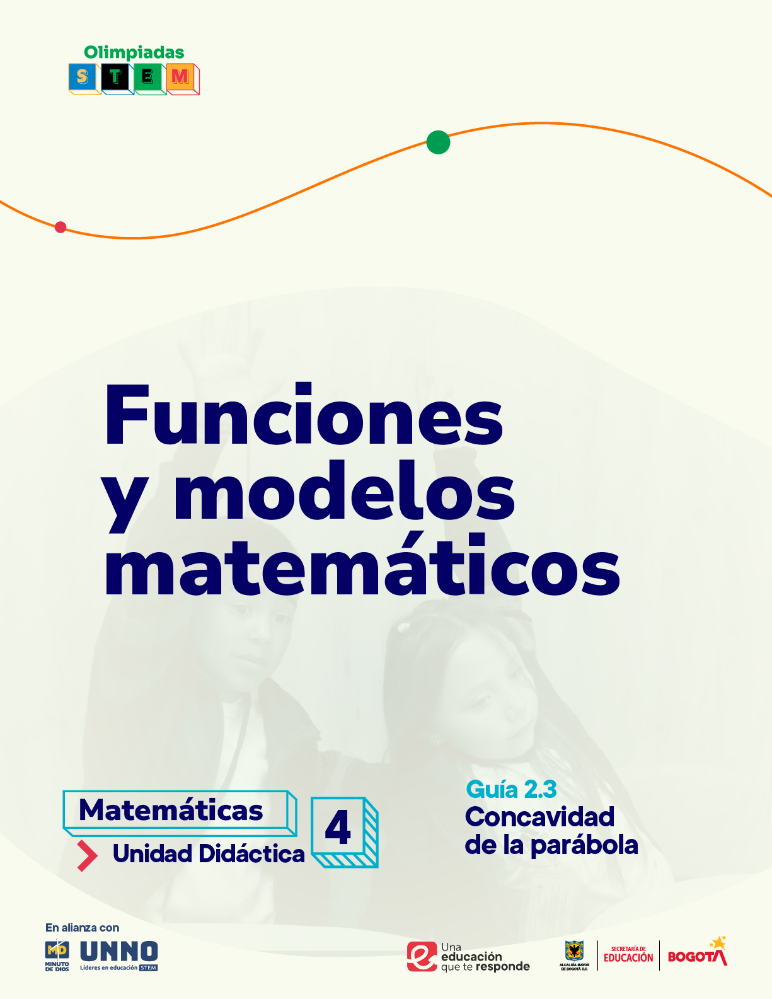 Olimpiadas
STEM
Funciones
y modelos
matemáticos
Matemáticas
Unidad Didáctica
4
Guía 2.3
Concavidad
de la parábola
En alianza con
MD
MINUTO
DE DIOS
UNNO
Líderes en educación STEM
e
Una
educación
que te responde
ALCALDÍA MAYOR
DE BOGOTÁ D.C.
SECRETARÍA DE
EDUCACIÓN
BOGOTÁ